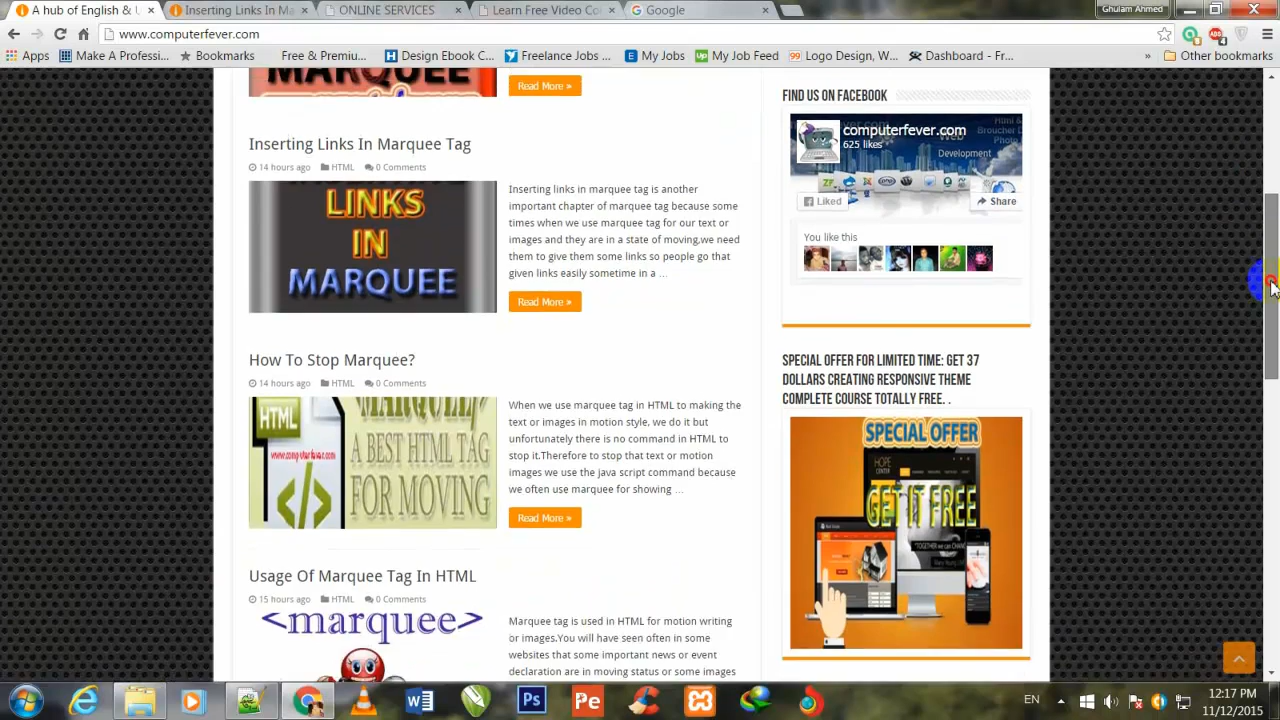 A hub of English & U
Inserting Links In Ma
ONLINE SERVICES
Learn Free Video Co
Google
Ghulam Ahmed
www.computerfever.com
Apps
Make A Professi...
Bookmarks
Free & Premiu...
Design Ebook C...
Freelance Jobs ...
My Jobs
My Job Feed
Logo Design, W...
Dashboard - Fr...
»
Other bookmarks
MARQUEE
Read More »
Inserting Links In Marquee Tag
14 hours ago HTML 0 Comments
LINKS
IN
MARQUEE
Inserting links in marquee tag is another
important chapter of marquee tag because some
times when we use marquee tag for our text or
images and they are in a state of moving,we need
them to give them some links so people go that
given links easily sometime in a ...
Read More »
How To Stop Marquee?
14 hours ago HTML 0 Comments
HTML
www.computerfever.com
</>
MARQUEE
A BEST HTML TAG
FOR MOVING
When we use marquee tag in HTML to making the
text or images in motion style, we do it but
unfortunately there is no command in HTML to
stop it.Therefore to stop that text or motion
images we use the java script command because
we often use marquee for showing ...
Read More »
Usage Of Marquee Tag In HTML
15 hours ago HTML 0 Comments
<marquee>
Marquee tag is used in HTML for motion writing
or images.You will have seen often in some
websites that some important news or event
declaration are in moving status or some images
FIND US ON FACEBOOK
computerfever.com
625 likes
Html &
Broucher D
Photo
Web
Development
php
Liked
Share
You like this
SPECIAL OFFER FOR LIMITED TIME: GET 37
DOLLARS CREATING RESPONSIVE THEME
COMPLETE COURSE TOTALLY FREE. .
SPECIAL OFFER
HOPE
CENTER
GET IT FREE
EN
12:17 PM
11/12/2015